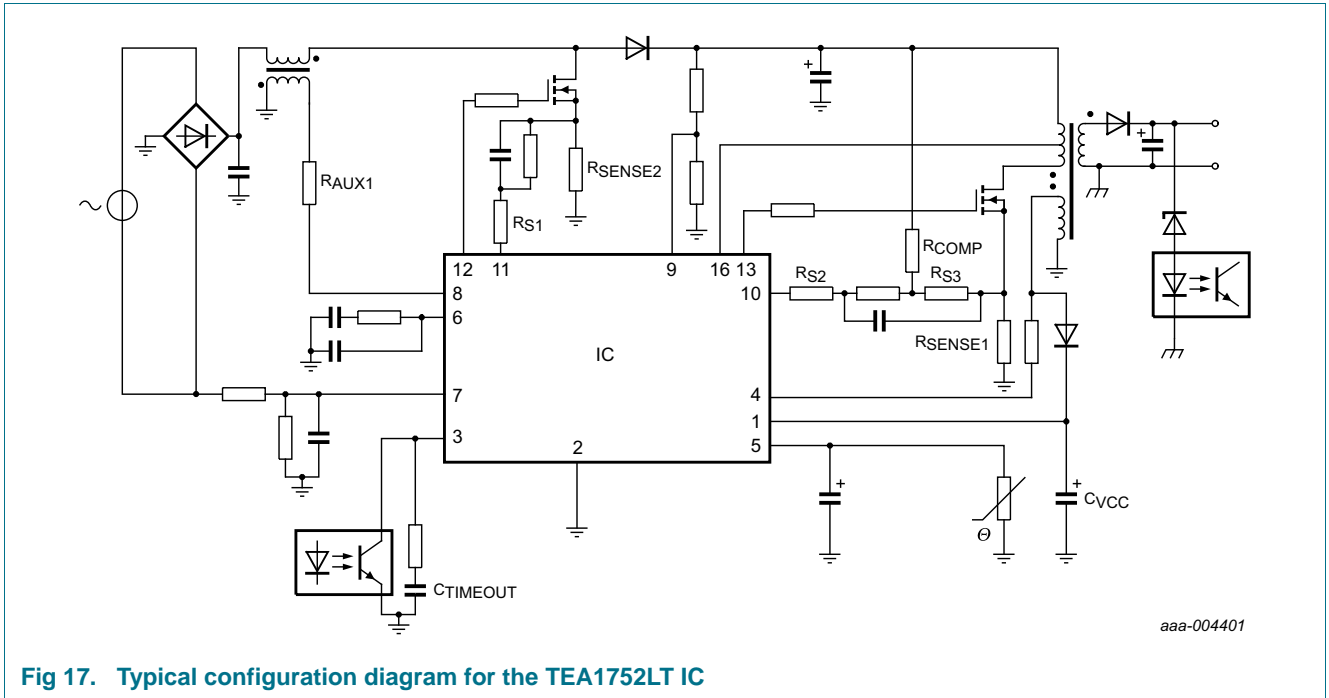 RAUX1
RS1
RSENSE2
12
11
9
16
13
RCOMP
8
10
RS2
RS3
6
IC
RSENSE1
7
4
1
3
2
5
CVCC
Θ
CTIMEOUT
aaa-004401
Fig 17. Typical configuration diagram for the TEA1752LT IC